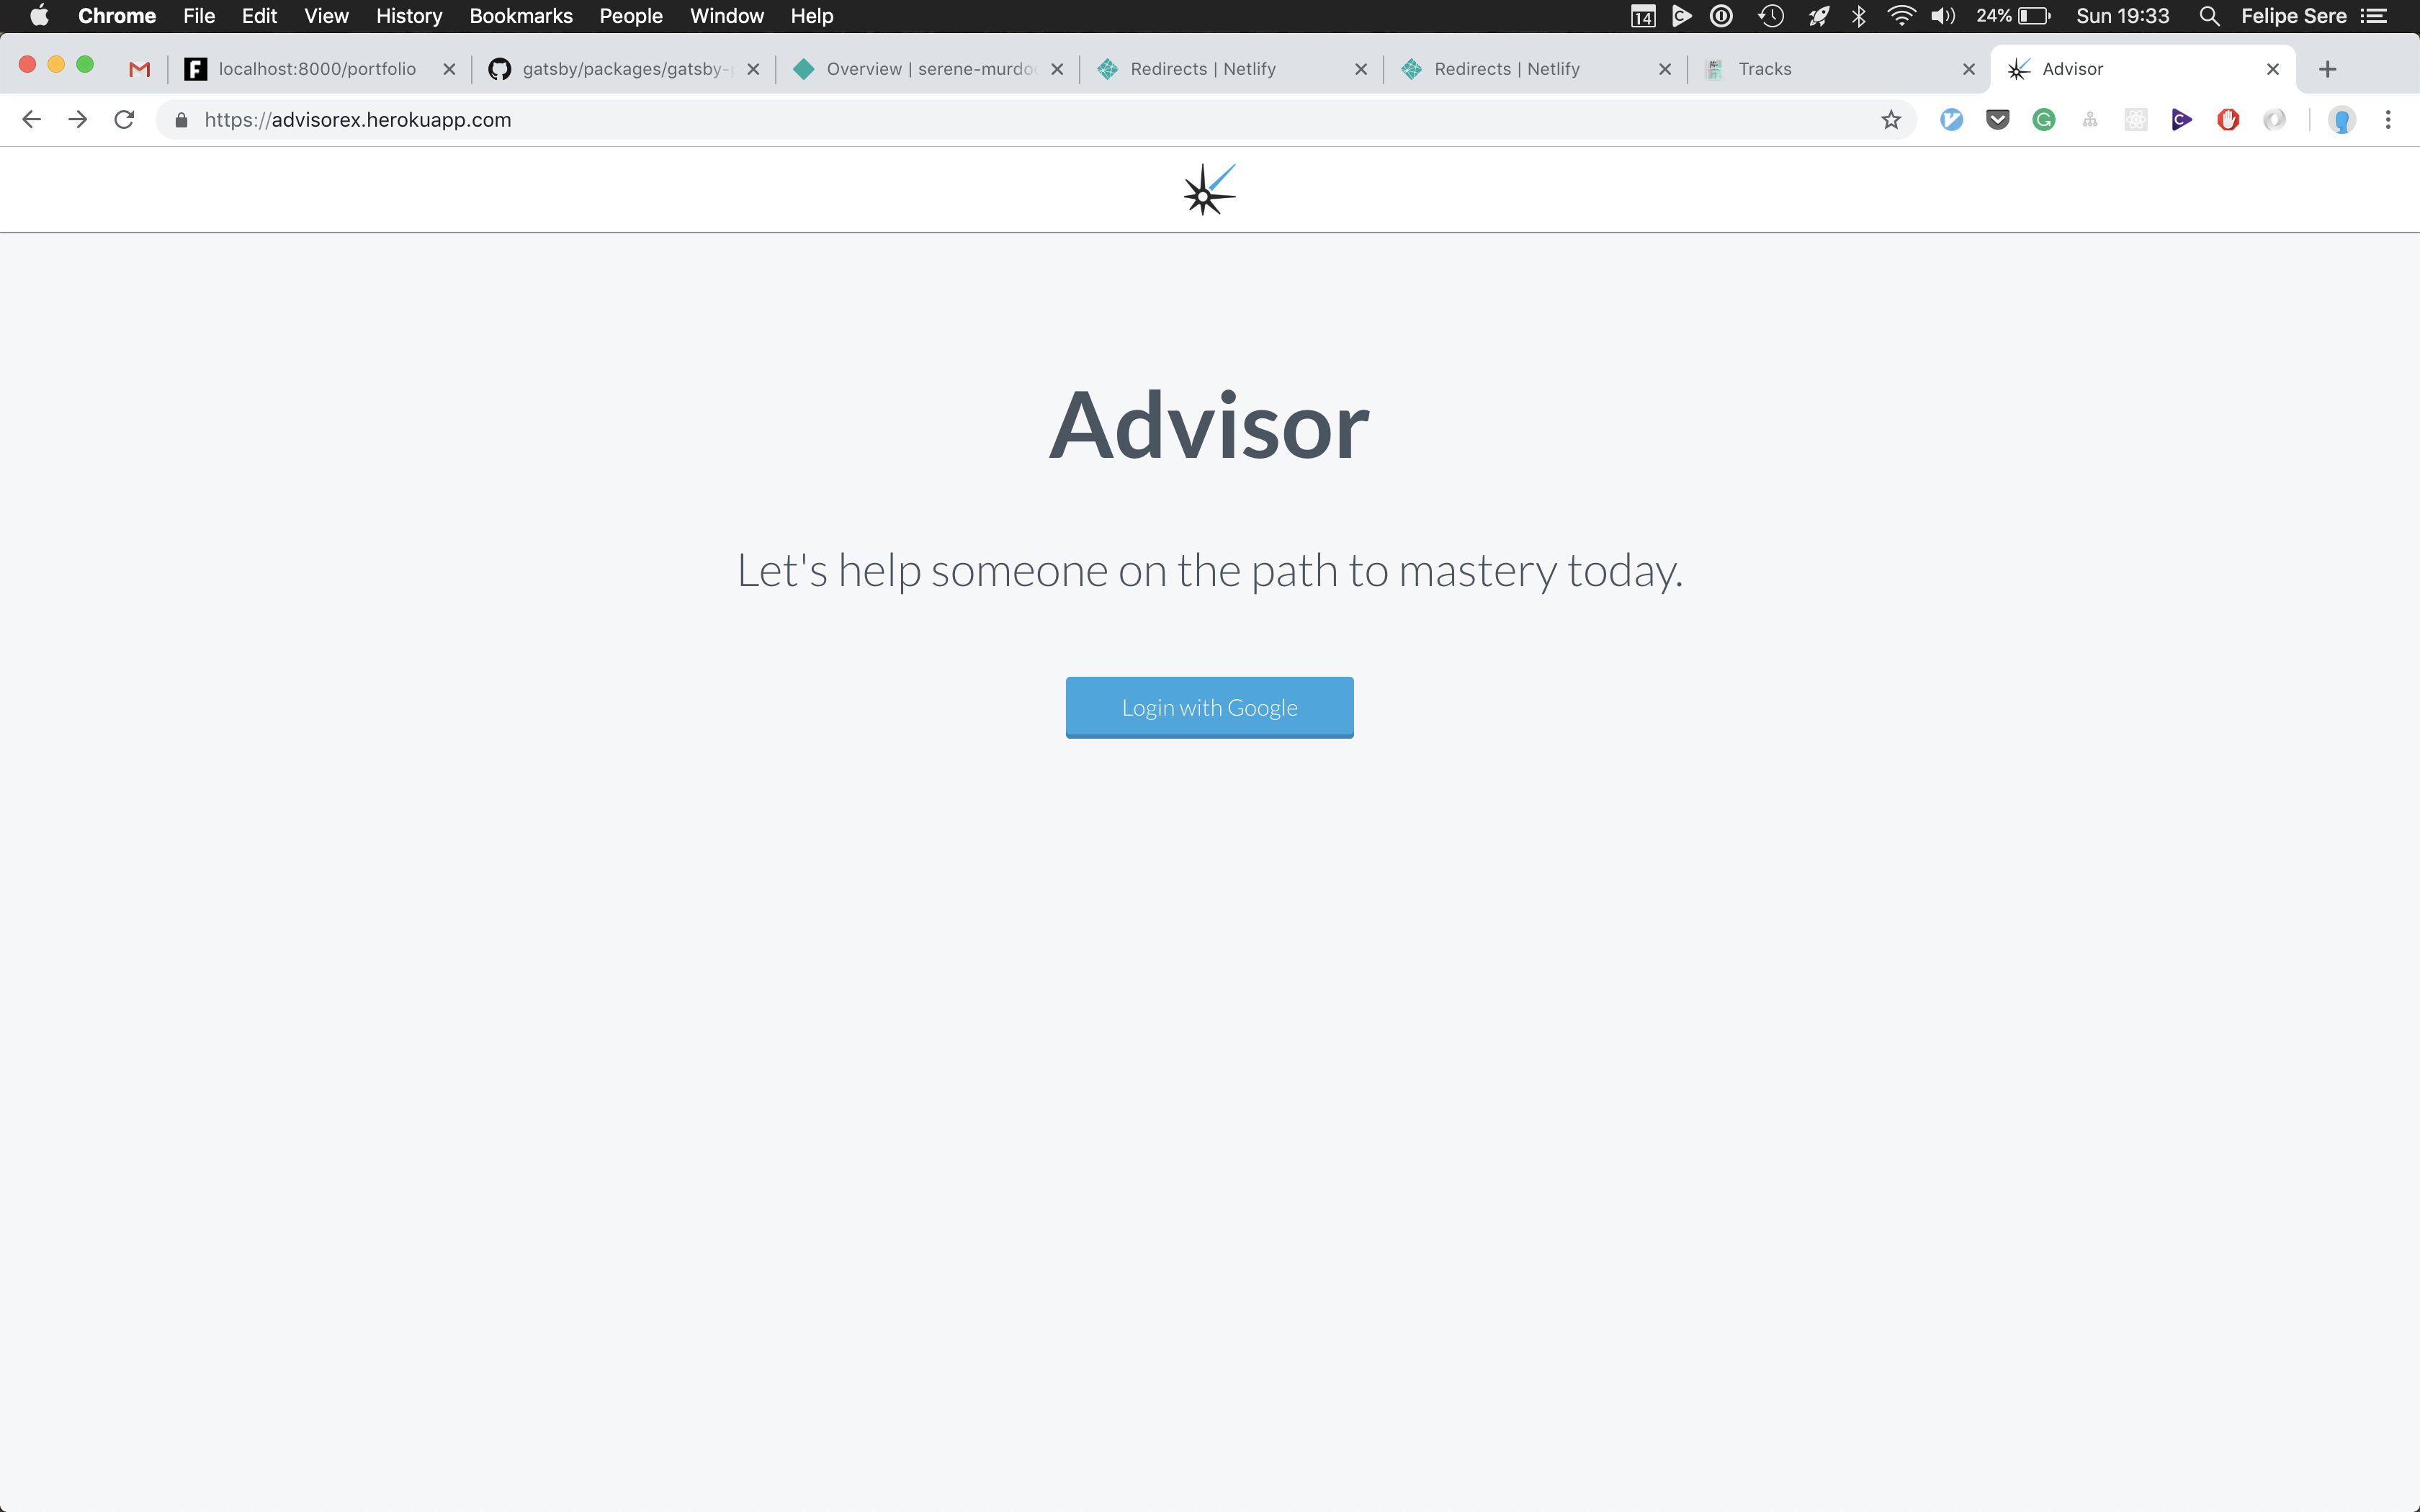 Chrome File Edit View History Bookmarks People Window Help 14 24% Sun 19:33 Felipe Sere
localhost:8000/portfolio gatsby/packages/gatsby- Overview | serene-murdo Redirects | Netlify Redirects | Netlify Tracks Advisor
https://advisorex.herokuapp.com
Advisor
Let's help someone on the path to mastery today.
Login with Google